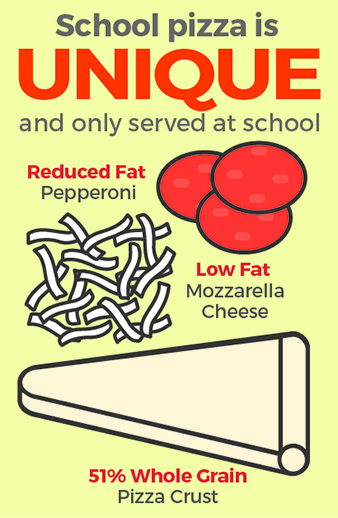 School pizza is
UNIQUE
and only served at school
Reduced Fat
Pepperoni
Low Fat
Mozzarella
Cheese
51% Whole Grain
Pizza Crust